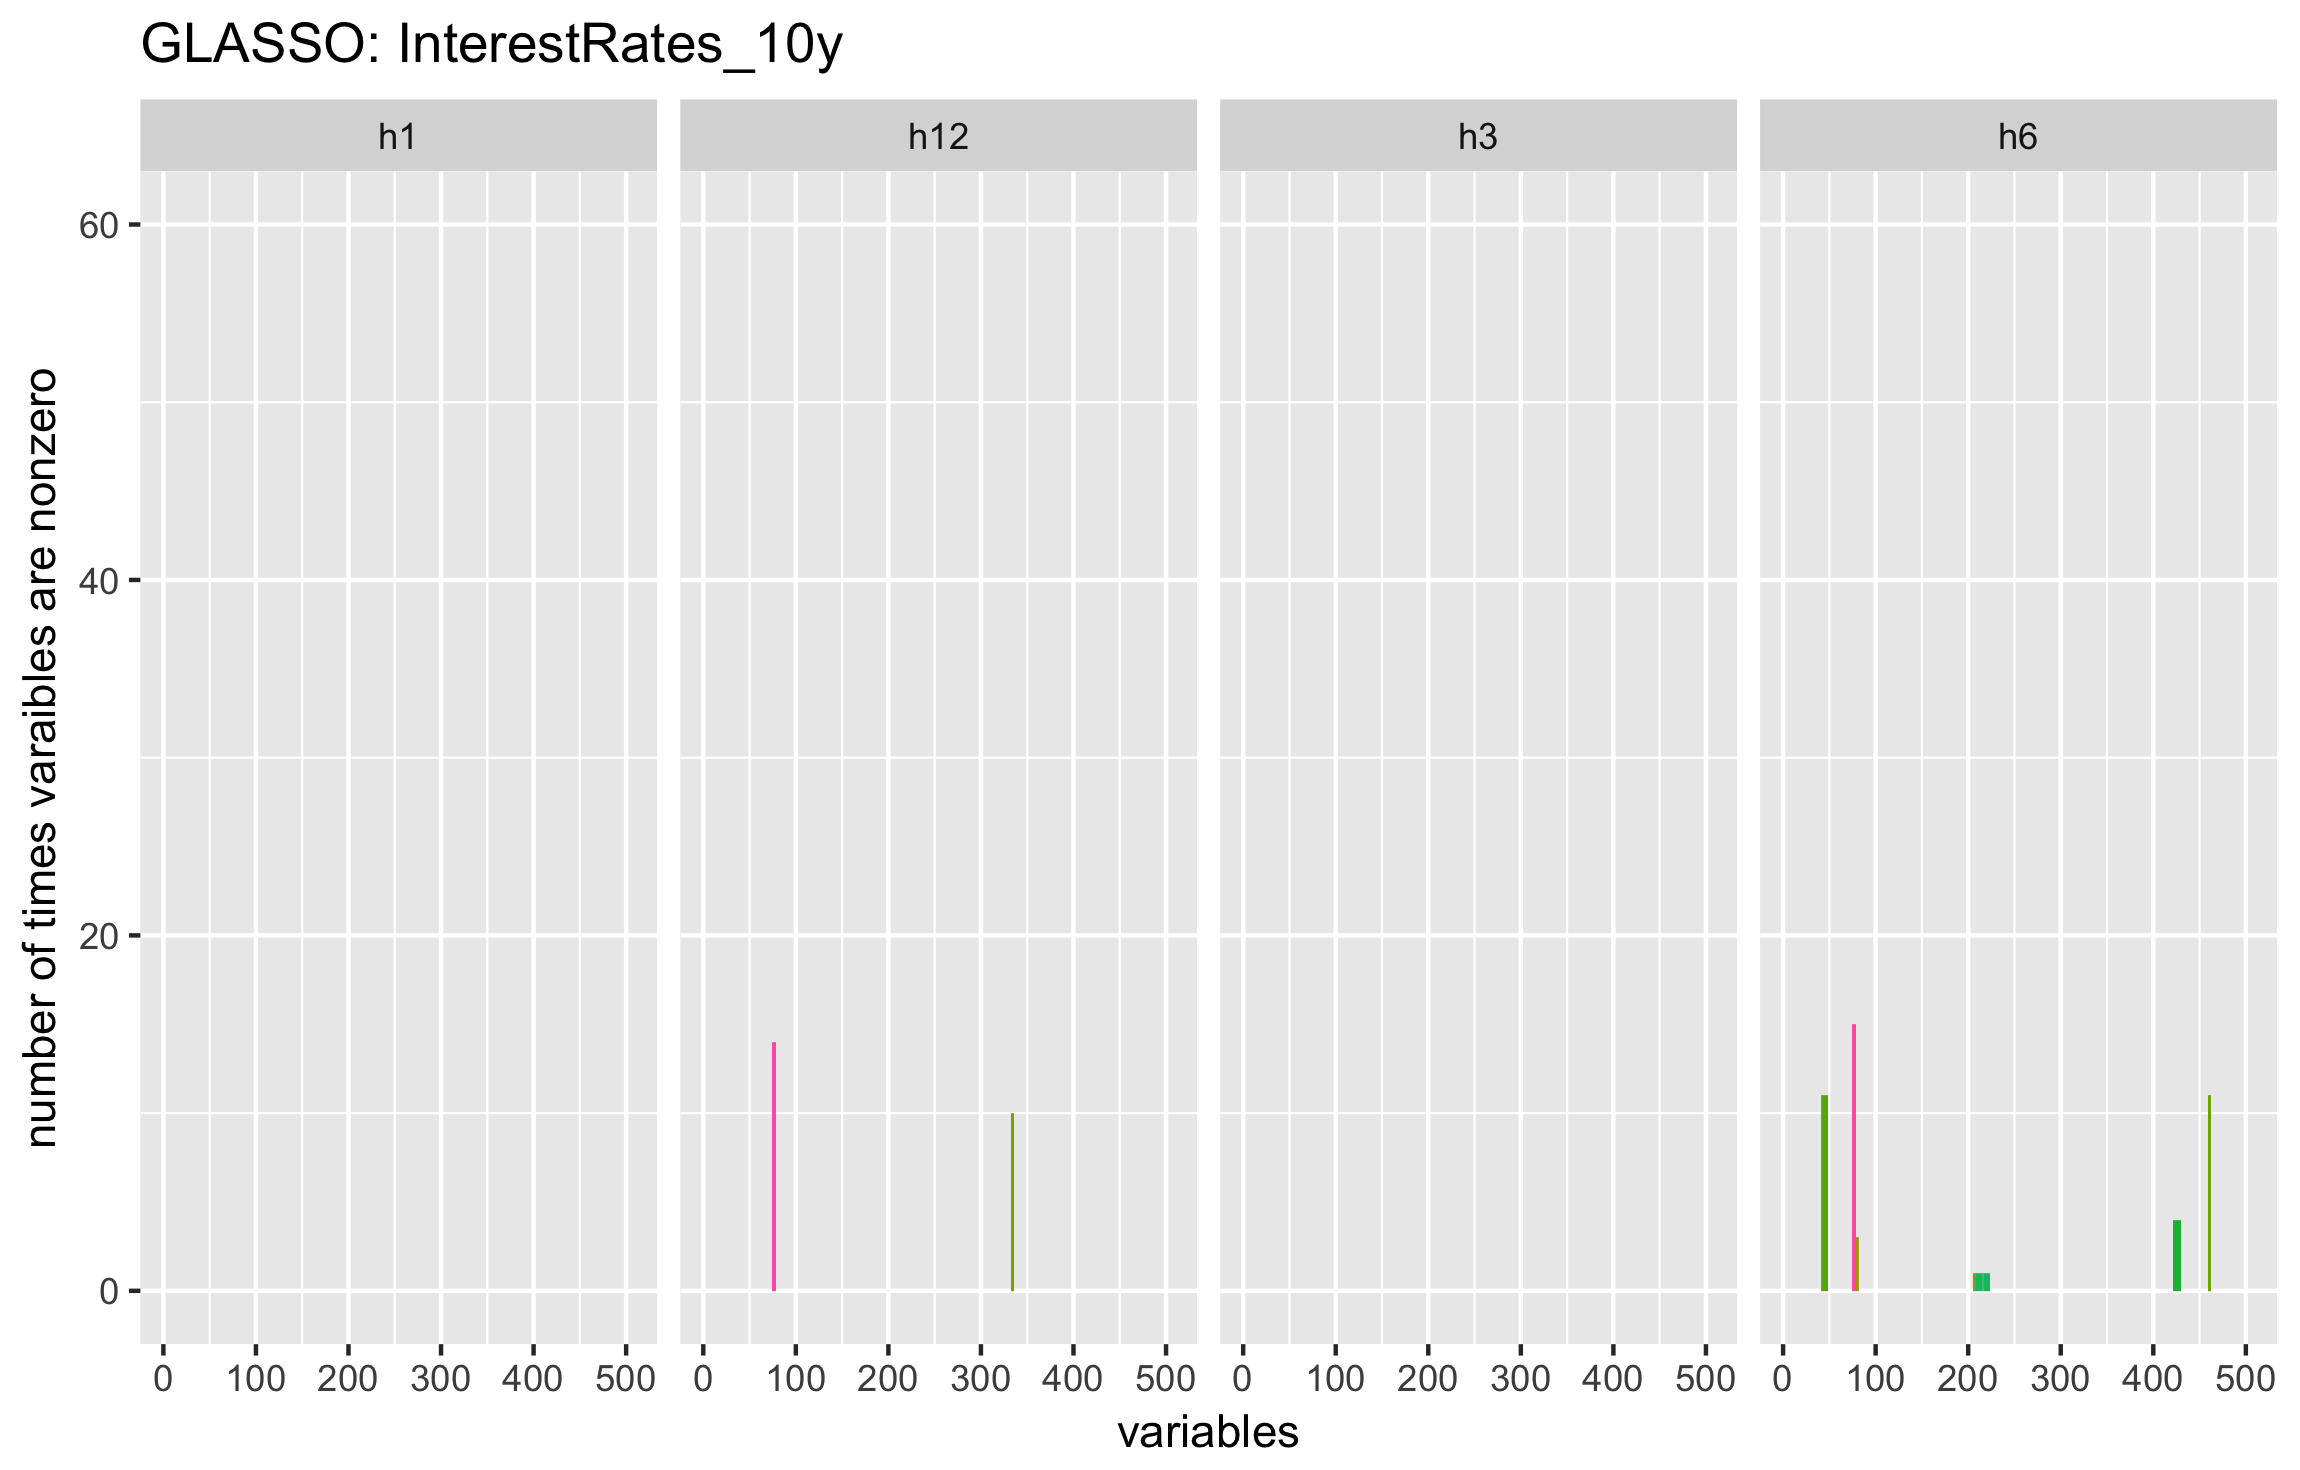 GLASSO: InterestRates_10y
h1 h12 h3 h6
60
40
20
0
number of times varaibles are nonzero
0 100 200 300 400 500 0 100 200 300 400 500 0 100 200 300 400 500 0 100 200 300 400 500
variables